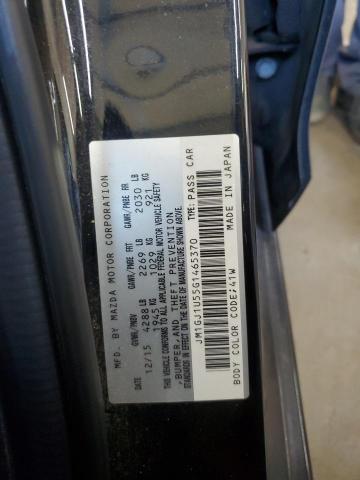 MFD. BY MAZDA MOTOR CORPORATION
GVWR/PNBV GAWR/PNBE FRT GAWR/PNBE RR
12/15 4288 LB 2269 LB 2030 LB
1945 KG 1029 KG 921 KG
THIS VEHICLE CONFORMS TO ALL APPLICABLE FEDERAL MOTOR VEHICLE SAFETY
,BUMPER,AND THEFT PREVENTION
STANDARDS IN EFFECT ON THE DATE OF MANUFACTURE SHOWN ABOVE.
JM1GJ1U55G1465370 TYPE: PASS CAR
BODY COLOR CODE;41W MADE IN JAPAN